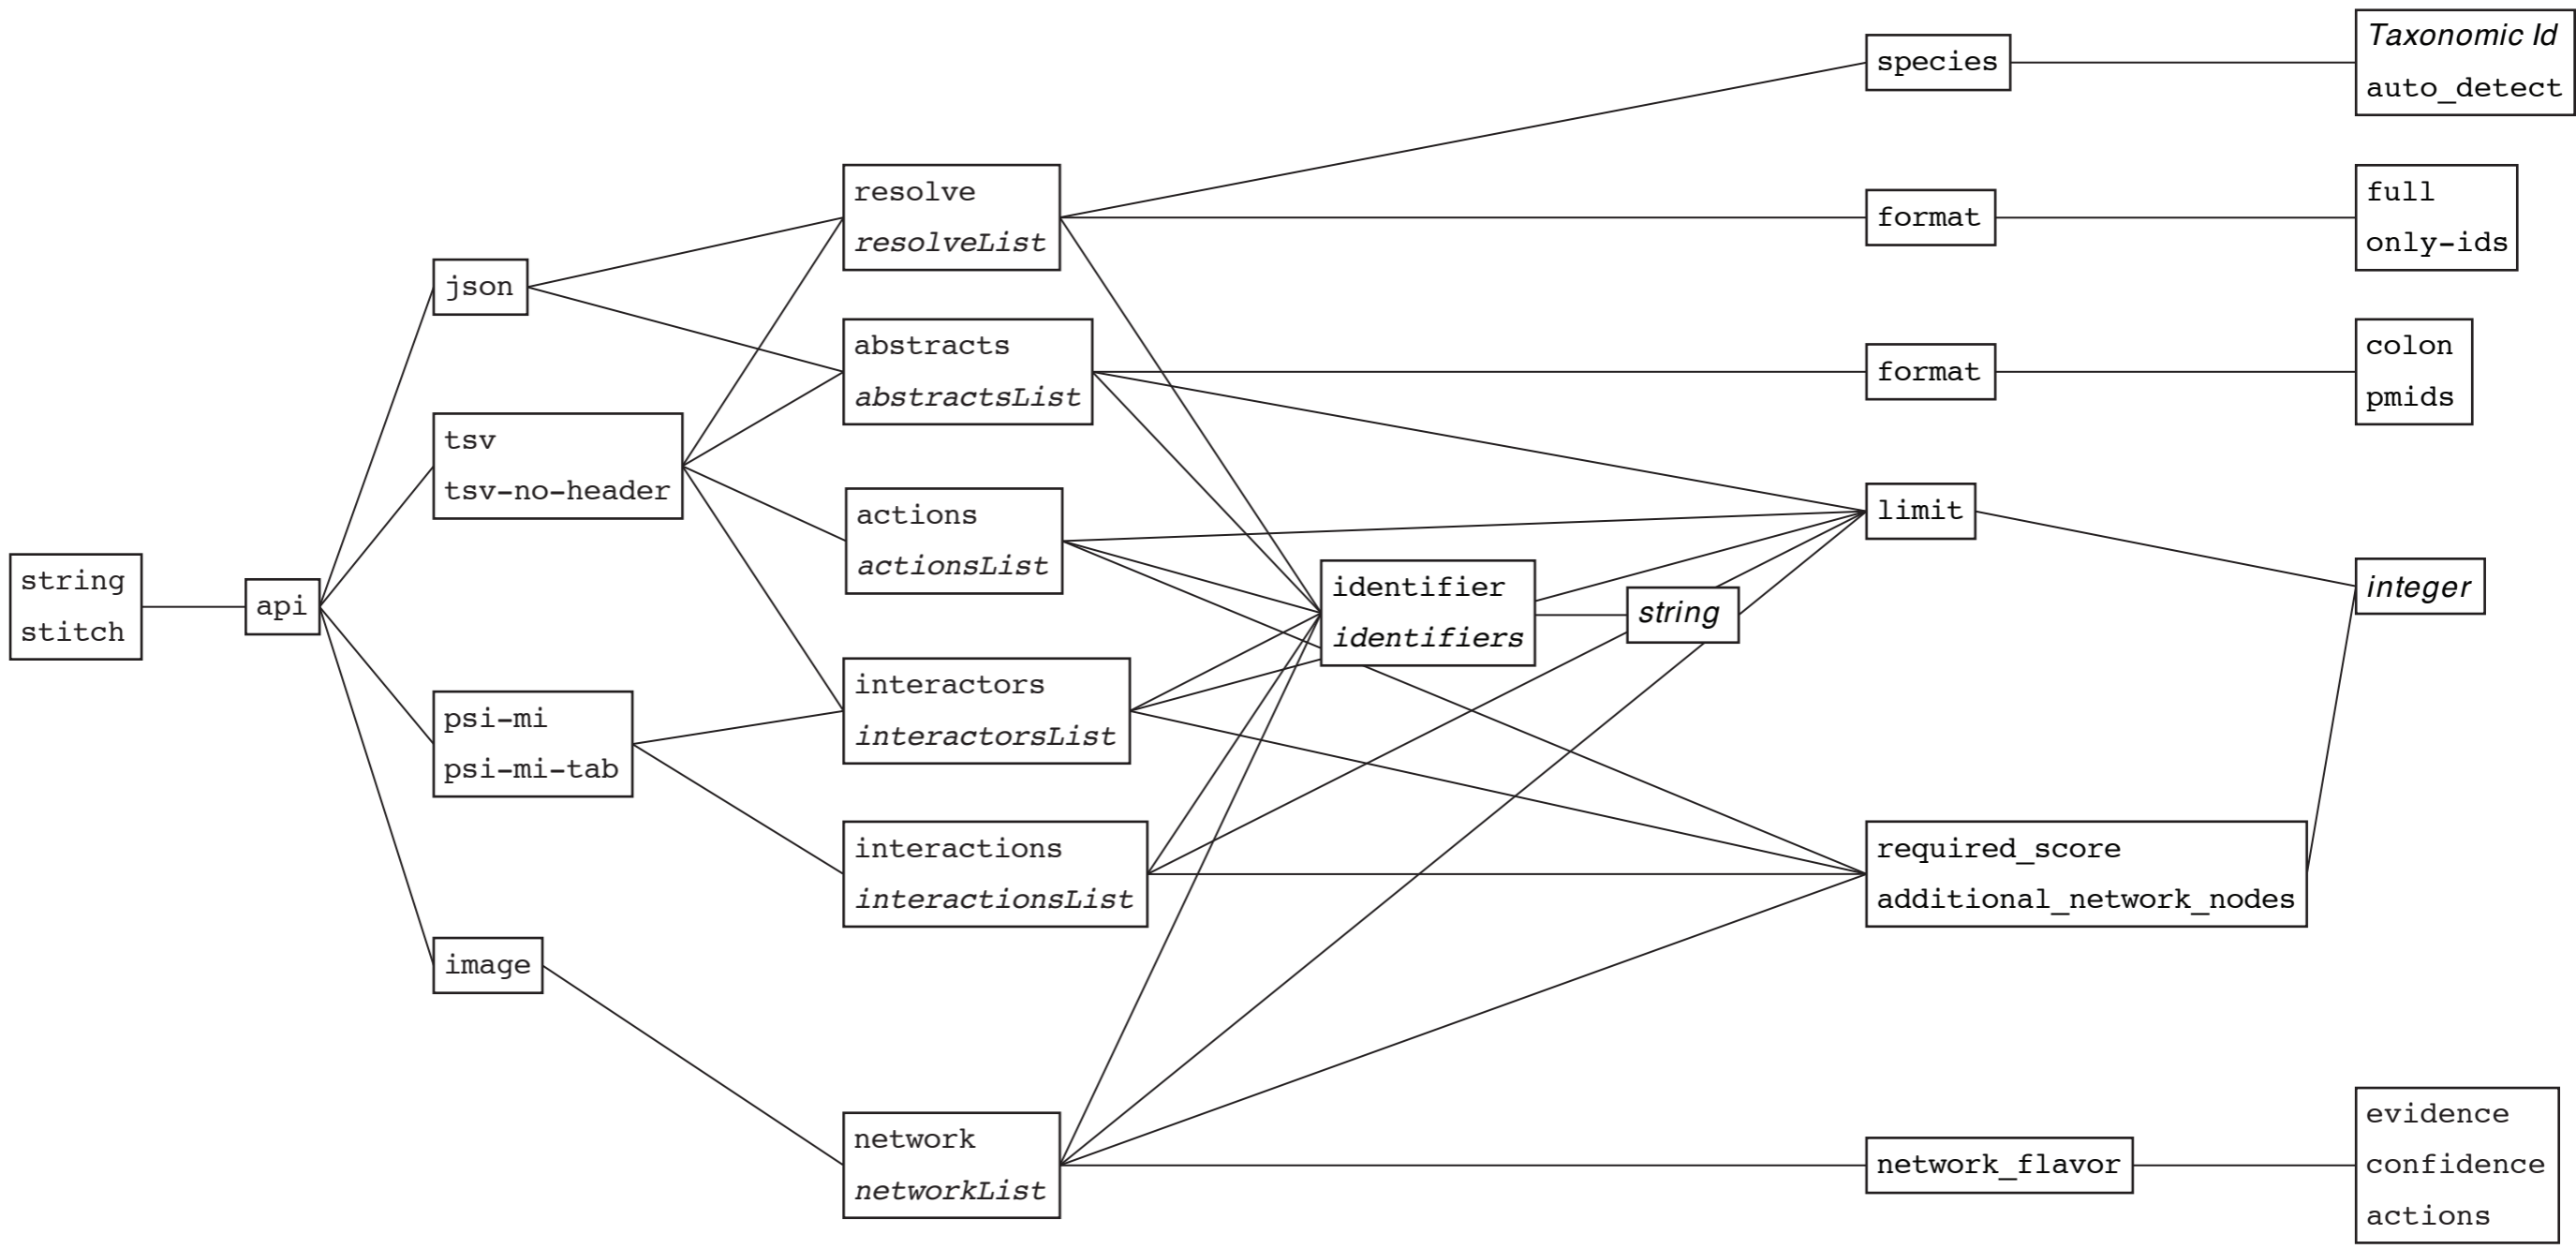 string
stitch
api
json
tsv
tsv-no-header
psi-mi
psi-mi-tab
image
resolve
resolveList
abstracts
abstractsList
actions
actionsList
interactors
interactorsList
interactions
interactionsList
network
networkList
identifier
identifiers
string
species
format
format
limit
required_score
additional_network_nodes
network_flavor
Taxonomic Id
auto_detect
full
only-ids
colon
pmids
integer
evidence
confidence
actions